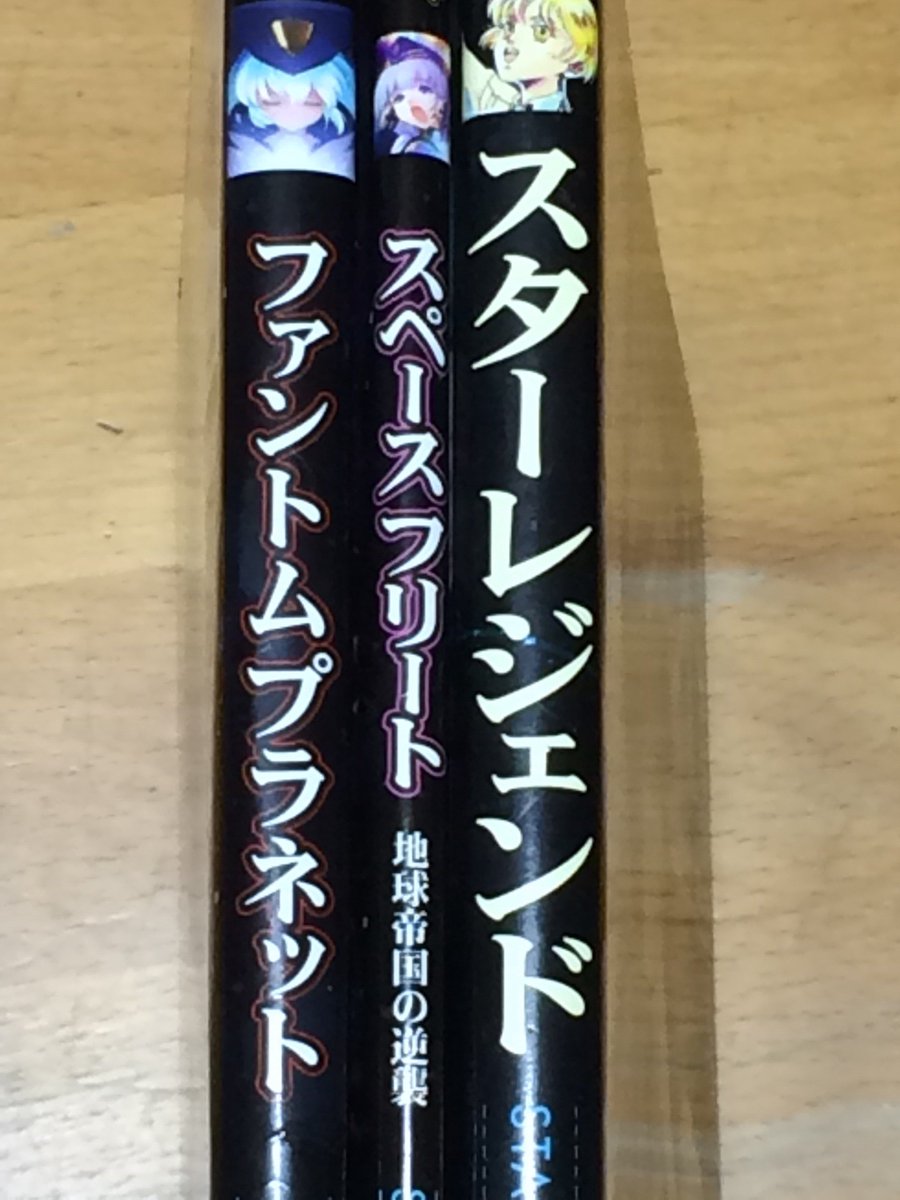 ファントムプラネット
スペースフリート
地球帝国の逆襲
スターレジェンド
STA